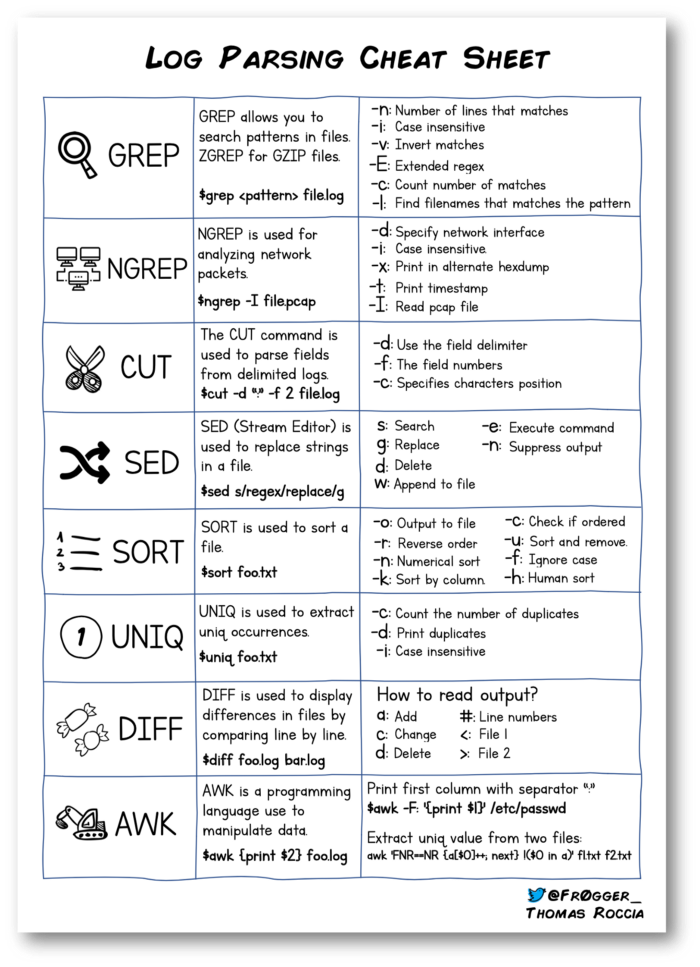 LOG PARSING CHEAT SHEET
GREP
GREP allows you to
search patterns in files.
ZGREP for GZIP files.
$grep <pattern> file.log
-n: Number of lines that matches
-i: Case insensitive
-v: Invert matches
-E: Extended regex
-c: Count number of matches
-l: Find filenames that matches the pattern
NGREP
NGREP is used for
analyzing network
packets.
$ngrep -I file.pcap
-d: Specify network interface
-i: Case insensitive.
-x: Print in alternate hexdump
-t: Print timestamp
-I: Read pcap file
CUT
The CUT command is
used to parse fields
from delimited logs.
$cut -d ":" -f 2 file.log
-d: Use the field delimiter
-f: The field numbers
-c: Specifies characters position
SED
SED (Stream Editor) is
used to replace strings
in a file.
$sed s/regex/replace/g
s: Search
g: Replace
d: Delete
w: Append to file
-e: Execute command
-n: Suppress output
SORT
SORT is used to sort a
file.
$sort foo.txt
-o: Output to file
-r: Reverse order
-n: Numerical sort
-k: Sort by column
-c: Check if ordered
-u: Sort and remove.
-f: Ignore case
-h: Human sort
UNIQ
UNIQ is used to extract
uniq occurrences.
$uniq foo.txt
-c: Count the number of duplicates
-d: Print duplicates
-i: Case insensitive
DIFF
DIFF is used to display
differences in files by
comparing line by line.
$diff foo.log bar.log
How to read output?
a: Add
c: Change
d: Delete
#: Line numbers
<: File 1
>: File 2
AWK
AWK is a programming
language use to
manipulate data.
$awk {print $2} foo.log
Print first column with separator ":"
$awk -F: '{print $1}' /etc/passwd
Extract uniq value from two files:
awk 'FNR==NR {a[$0]++; next} !($0 in a)' f1.txt f2.txt
@FR0GGER_
THOMAS ROCCIA